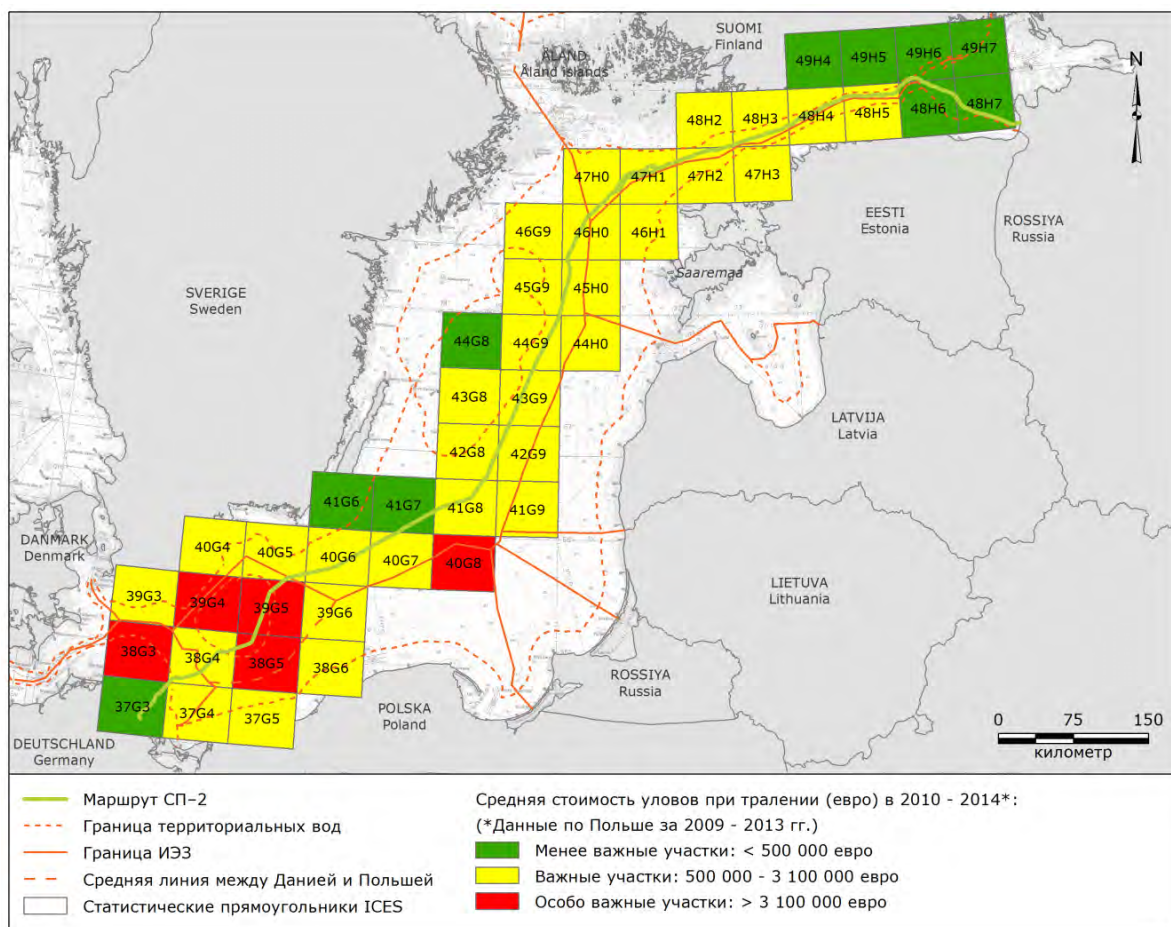 SUOMI
Finland
ÅLAND
Åland islands
49H4
49H5
49H6
49H7
N
48H2
48H3
48H4
48H5
48H6
48H7
47H0
47H1
47H2
47H3
EESTI
Estonia
ROSSIYA
Russia
46G9
46H0
46H1
Saaremaa
SVERIGE
Sweden
45G9
45H0
44G8
44G9
44H0
43G8
43G9
LATVIJA
Latvia
42G8
42G9
41G6
41G7
41G8
41G9
DANMARK
Denmark
40G4
40G5
40G6
40G7
40G8
LIETUVA
Lithuania
39G3
39G4
39G5
39G6
38G3
38G4
38G5
38G6
ROSSIYA
Russia
37G3
37G4
37G5
POLSKA
Poland
DEUTSCHLAND
Germany
0 75 150
километр
Маршрут СП–2
Граница территориальных вод
Граница ИЭЗ
Средняя линия между Данией и Польшей
Статистические прямоугольники ICES
Средняя стоимость уловов при тралении (евро) в 2010 - 2014*:
(*Данные по Польше за 2009 - 2013 гг.)
Менее важные участки: < 500 000 евро
Важные участки: 500 000 - 3 100 000 евро
Особо важные участки: > 3 100 000 евро